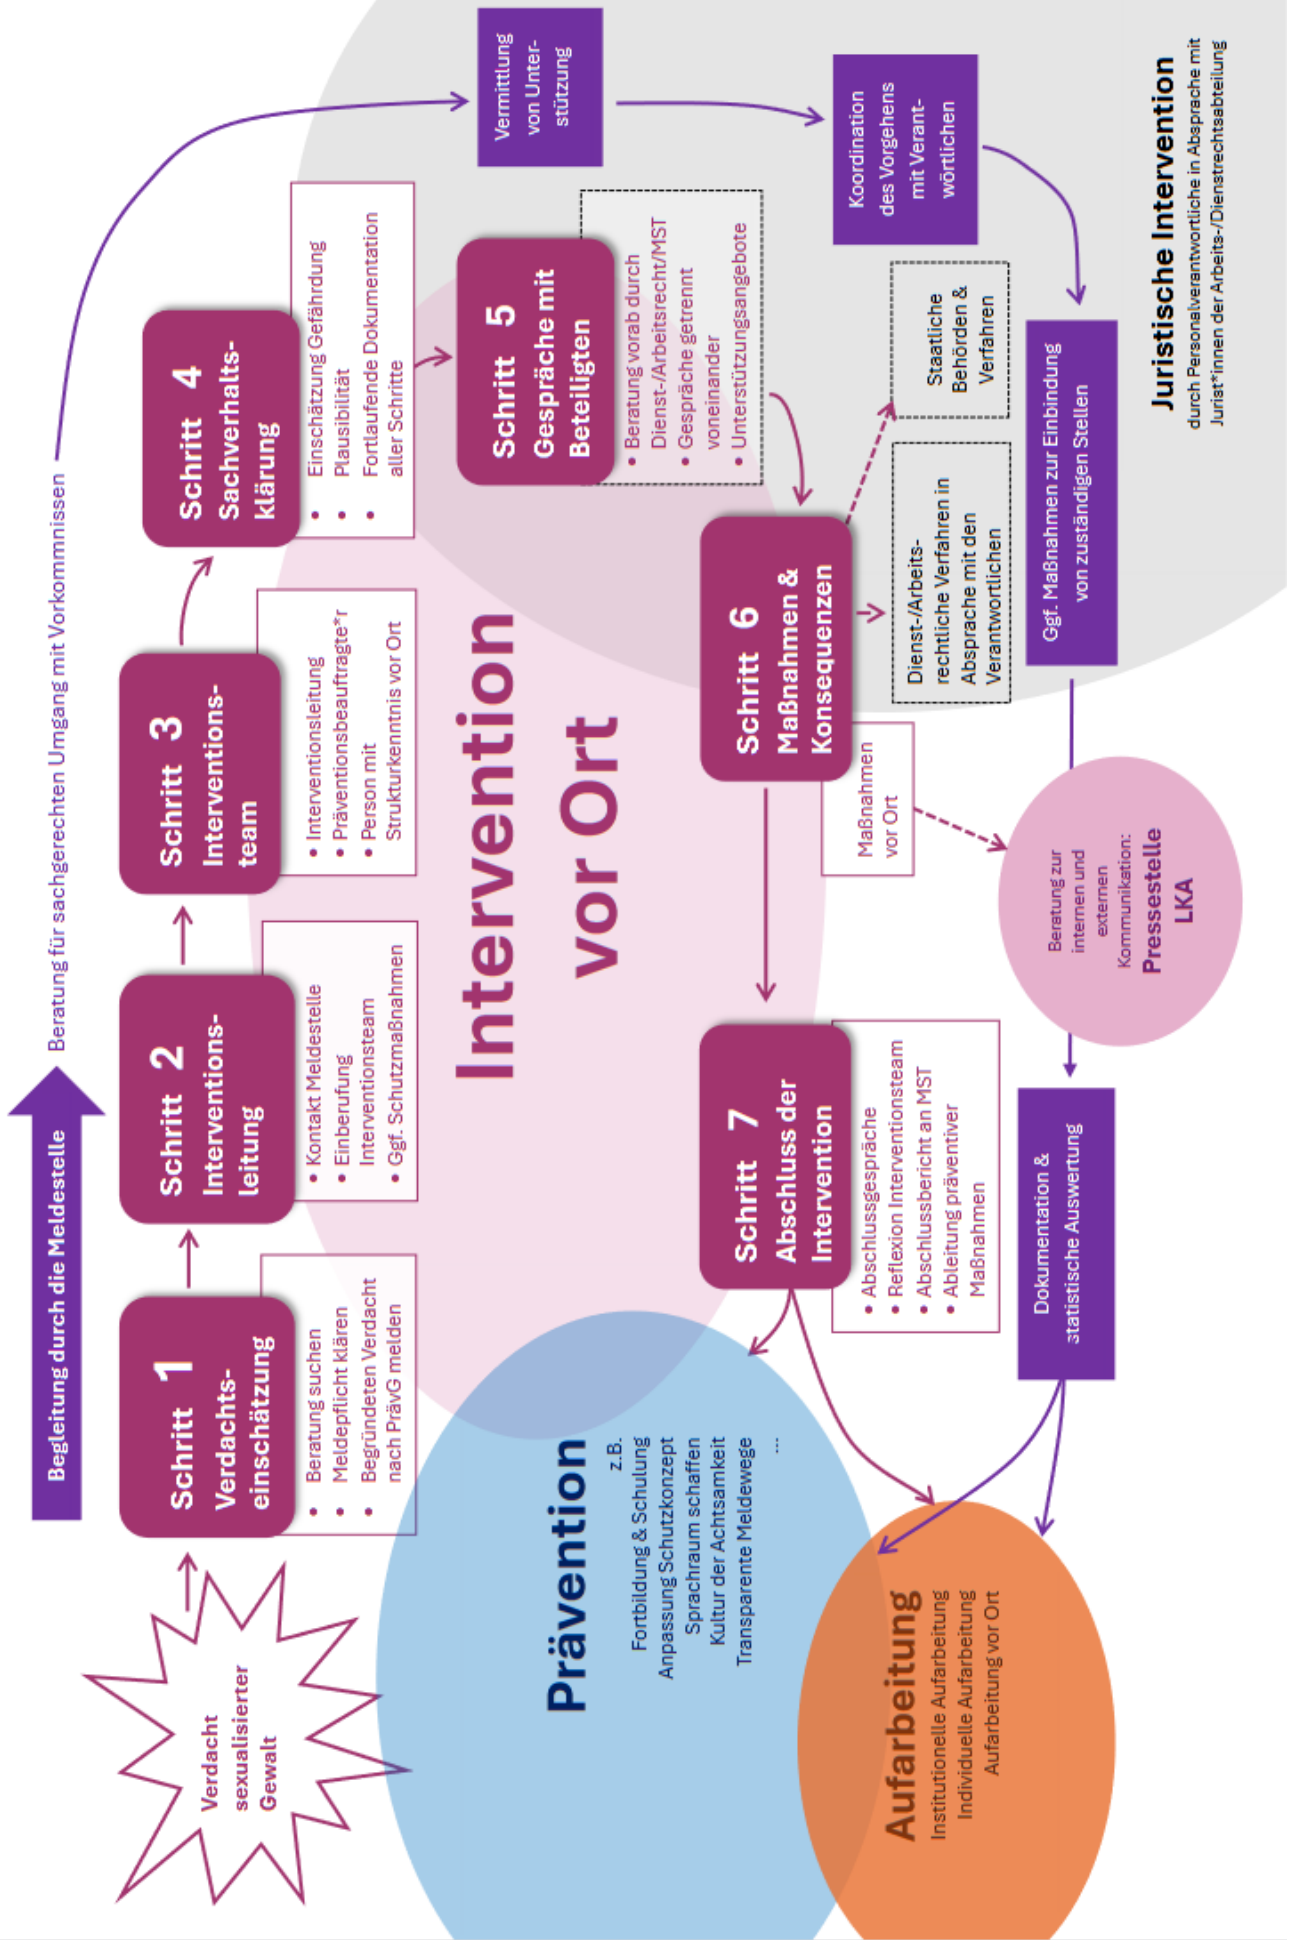 Begleitung durch die Meldestelle
Beratung für sachgerechten Umgang mit Vorkommnissen
Verdacht
sexualisierter
Gewalt
Schritt 1
Verdachts-
einschätzung
• Beratung suchen
• Meldepflicht klären
• Begründeten Verdacht
nach PrävG melden
Schritt 2
Interventions-
leitung
• Kontakt Meldestelle
• Einberufung
Interventionsteam
• Ggf. Schutzmaßnahmen
Schritt 3
Interventions-
team
• Interventionsleitung
• Präventionsbeauftragte*r
• Person mit
Strukturkenntnis vor Ort
Schritt 4
Sachverhalts-
klärung
• Einschätzung Gefährdung
• Plausibilität
• Fortlaufende Dokumentation
aller Schritte
Vermittlung
von Unter-
stützung
Intervention
vor Ort
Schritt 5
Gespräche mit
Beteiligten
• Beratung vorab durch
Dienst-/Arbeitsrecht/MST
• Gespräche getrennt
voneinander
• Unterstützungsangebote
Koordination
des Vorgehens
mit Verant-
wörtlichen
Schritt 6
Maßnahmen &
Konsequenzen
Maßnahmen
vor Ort
Dienst-/Arbeits-
rechtliche Verfahren in
Absprache mit den
Verantwortlichen
Staatliche
Behörden &
Verfahren
Ggf. Maßnahmen zur Einbindung
von zuständigen Stellen
Juristische Intervention
durch Personalverantwortliche in Absprache mit
Jurist*innen der Arbeits-/Dienstrechtsabteilung
Beratung zur
internen und
externen
Kommunikation:
Pressestelle
LKA
Schritt 7
Abschluss der
Intervention
• Abschlussgespräche
• Reflexion Interventionsteam
• Abschlussbericht an MST
• Ableitung präventiver
Maßnahmen
Dokumentation &
statistische Auswertung
Prävention
z.B.
Fortbildung & Schulung
Anpassung Schutzkonzept
Sprachraum schaffen
Kultur der Achtsamkeit
Transparente Meldewege
...
Aufarbeitung
Institutionelle Aufarbeitung
Individuelle Aufarbeitung
Aufarbeitung vor Ort